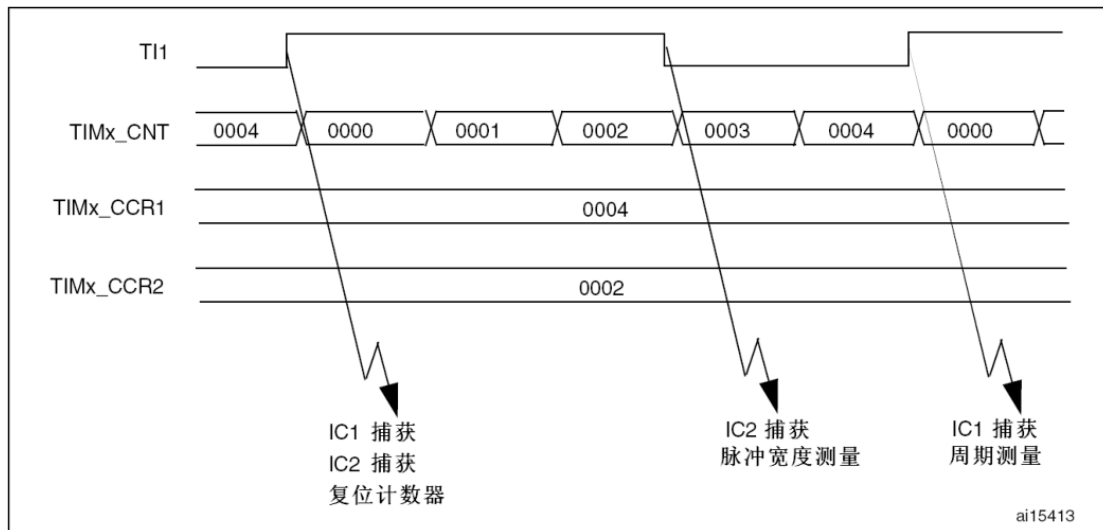 TI1
TIMx_CNT 0004 0000 0001 0002 0003 0004 0000
TIMx_CCR1 0004
TIMx_CCR2 0002
IC1 捕获
IC2 捕获
复位计数器
IC2 捕获
脉冲宽度测量
IC1 捕获
周期测量
ai15413